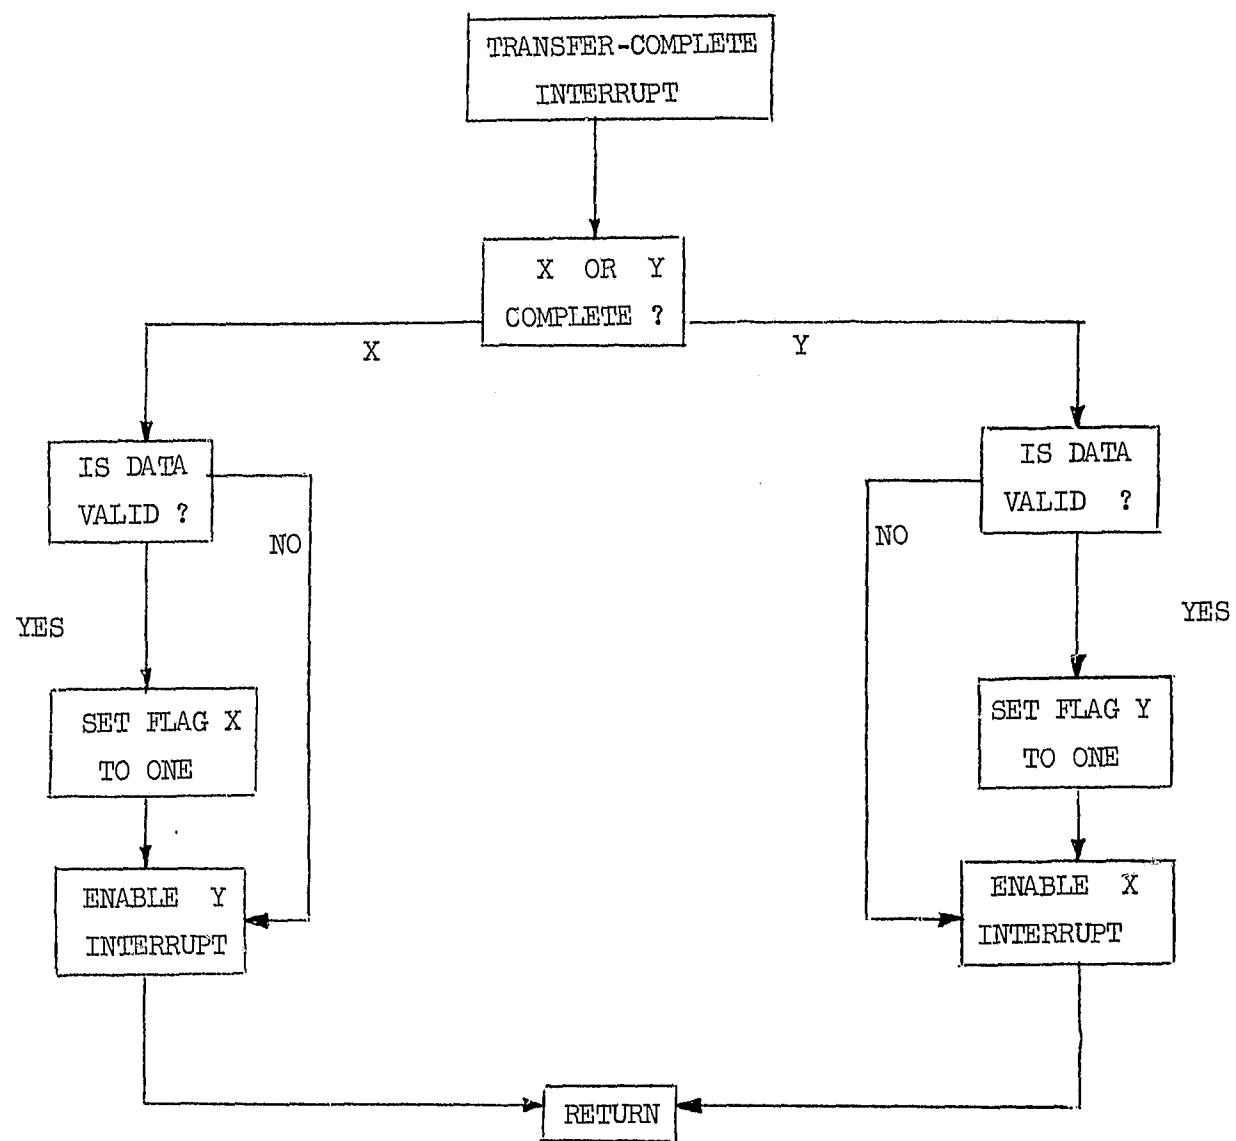 TRANSFER-COMPLETE
INTERRUPT
X OR Y
COMPLETE ?
X
Y
IS DATA
VALID ?
NO
YES
SET FLAG X
TO ONE
ENABLE Y
INTERRUPT
IS DATA
VALID ?
NO
YES
SET FLAG Y
TO ONE
ENABLE X
INTERRUPT
RETURN